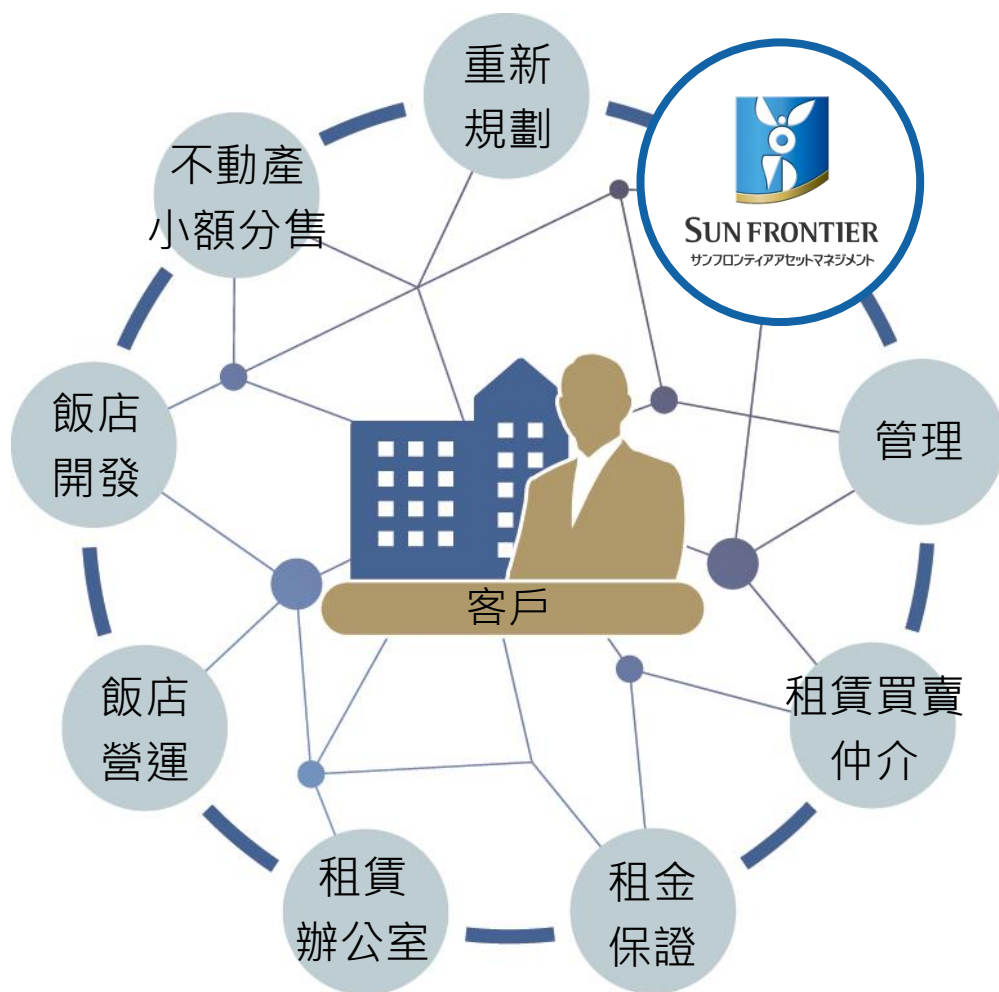 重新
規劃
SUN FRONTIER
サンフロンティアアセットマネジメント
不動產
小額分售
飯店
開發
管理
客戶
飯店
營運
租賃買賣
仲介
租賃
辦公室
租金
保證